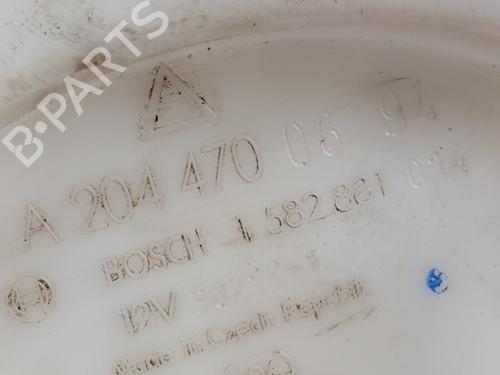 B-PARTS
A 204 470 06 94
BOSCH 1 582 881 014
12V
Made in Czech Republic